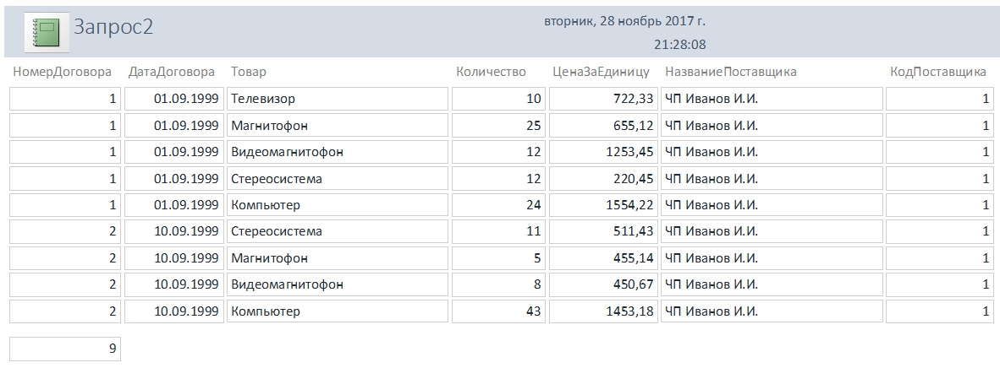 Запрос2
вторник, 28 ноябрь 2017 г.
21:28:08
НомерДоговора ДатаДоговора Товар Количество ЦенаЗаЕдиницу НазваниеПоставщика КодПоставщика
1 01.09.1999 Телевизор 10 722,33 ЧП Иванов И.И. 1
1 01.09.1999 Магнитофон 25 655,12 ЧП Иванов И.И. 1
1 01.09.1999 Видеомагнитофон 12 1253,45 ЧП Иванов И.И. 1
1 01.09.1999 Стереосистема 12 220,45 ЧП Иванов И.И. 1
1 01.09.1999 Компьютер 24 1554,22 ЧП Иванов И.И. 1
2 10.09.1999 Стереосистема 11 511,43 ЧП Иванов И.И. 1
2 10.09.1999 Магнитофон 5 455,14 ЧП Иванов И.И. 1
2 10.09.1999 Видеомагнитофон 8 450,67 ЧП Иванов И.И. 1
2 10.09.1999 Компьютер 43 1453,18 ЧП Иванов И.И. 1
9